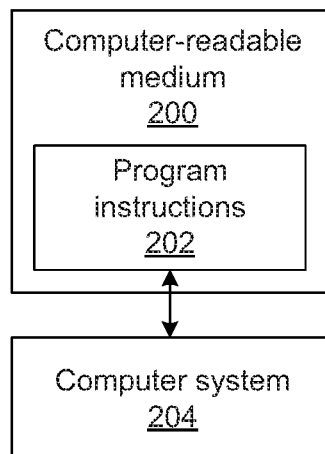 Computer-readable
medium
200
Program
instructions
202
Computer system
204